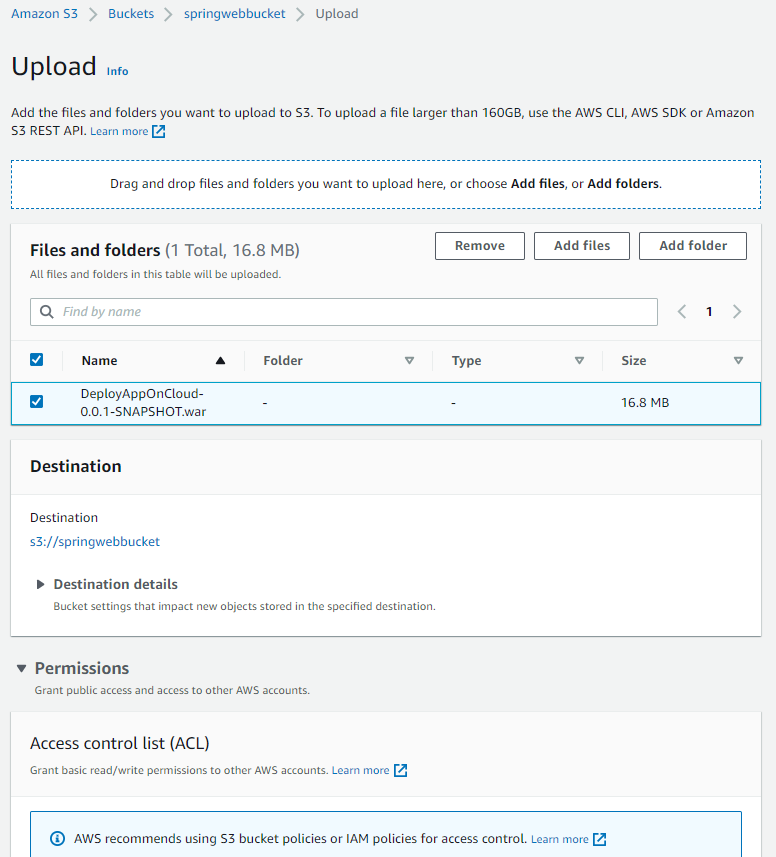 Amazon S3 > Buckets > springwebbucket > Upload
Upload Info
Add the files and folders you want to upload to S3. To upload a file larger than 160GB, use the AWS CLI, AWS SDK or Amazon
S3 REST API. Learn more
Drag and drop files and folders you want to upload here, or choose Add files, or Add folders.
Files and folders (1 Total, 16.8 MB)
Remove Add files Add folder
All files and folders in this table will be uploaded.
Find by name
1
Name Folder Type Size
DeployAppOnCloud-
0.0.1-SNAPSHOT.war
- - 16.8 MB
Destination
Destination
s3://springwebbucket
Destination details
Bucket settings that impact new objects stored in the specified destination.
Permissions
Grant public access and access to other AWS accounts.
Access control list (ACL)
Grant basic read/write permissions to other AWS accounts. Learn more
AWS recommends using S3 bucket policies or IAM policies for access control. Learn more